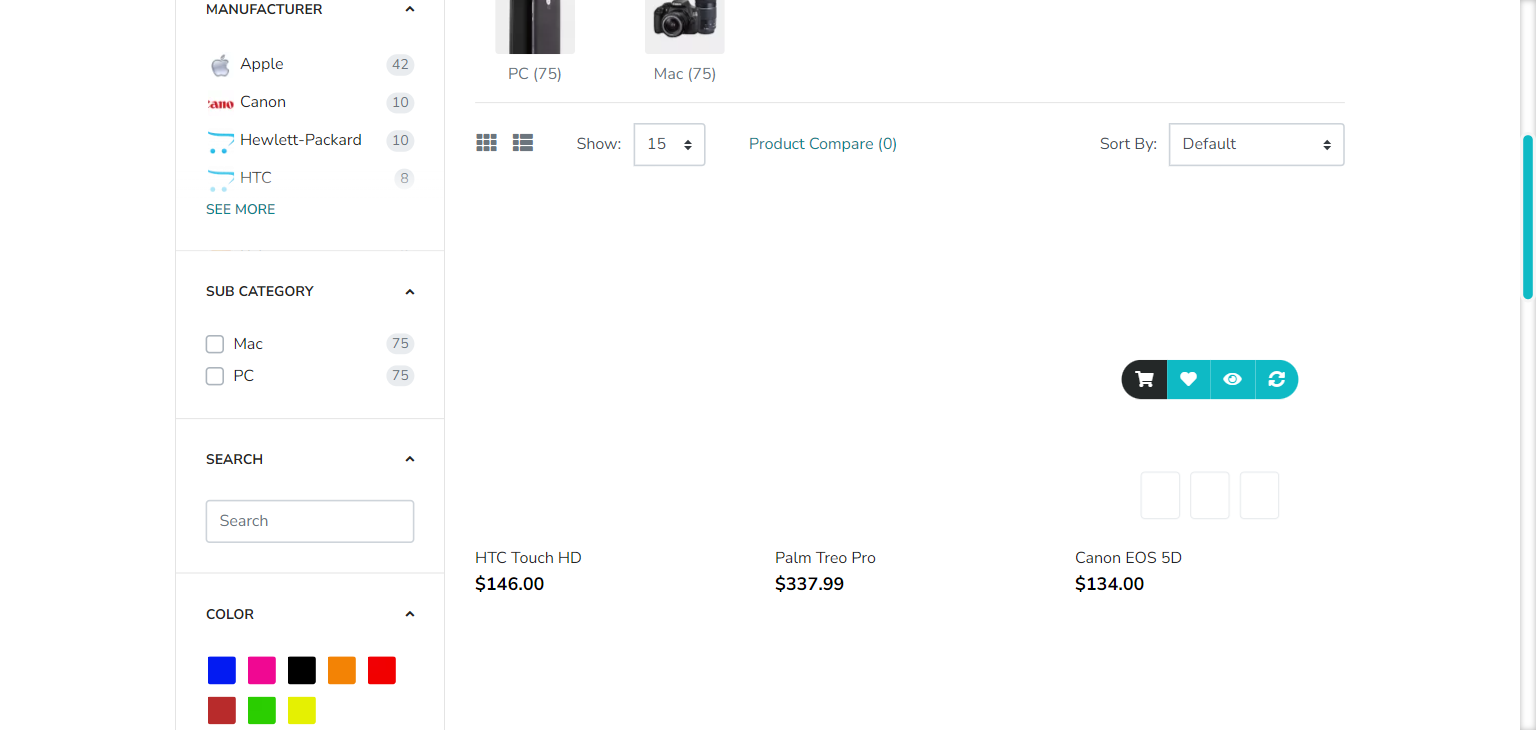 MANUFACTURER
Apple 42
Canon 10
Hewlett-Packard 10
HTC 8
SEE MORE
SUB CATEGORY
Mac 75
PC 75
SEARCH
Search
COLOR
PC (75) Mac (75)
Show: 15 Product Compare (0) Sort By: Default
HTC Touch HD
$146.00
Palm Treo Pro
$337.99
Canon EOS 5D
$134.00